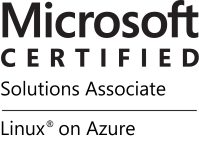 Microsoft
CERTIFIED
Solutions Associate
Linux® on Azure